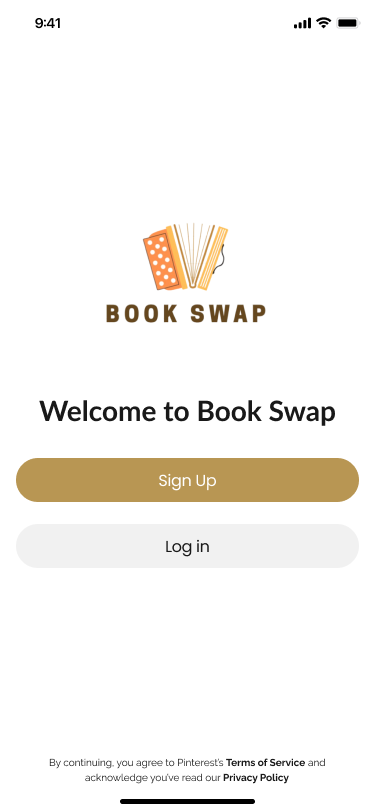 9:41
BOOK SWAP
Welcome to Book Swap
Sign Up
Log in
By continuing, you agree to Pinterest's Terms of Service and
acknowledge you've read our Privacy Policy